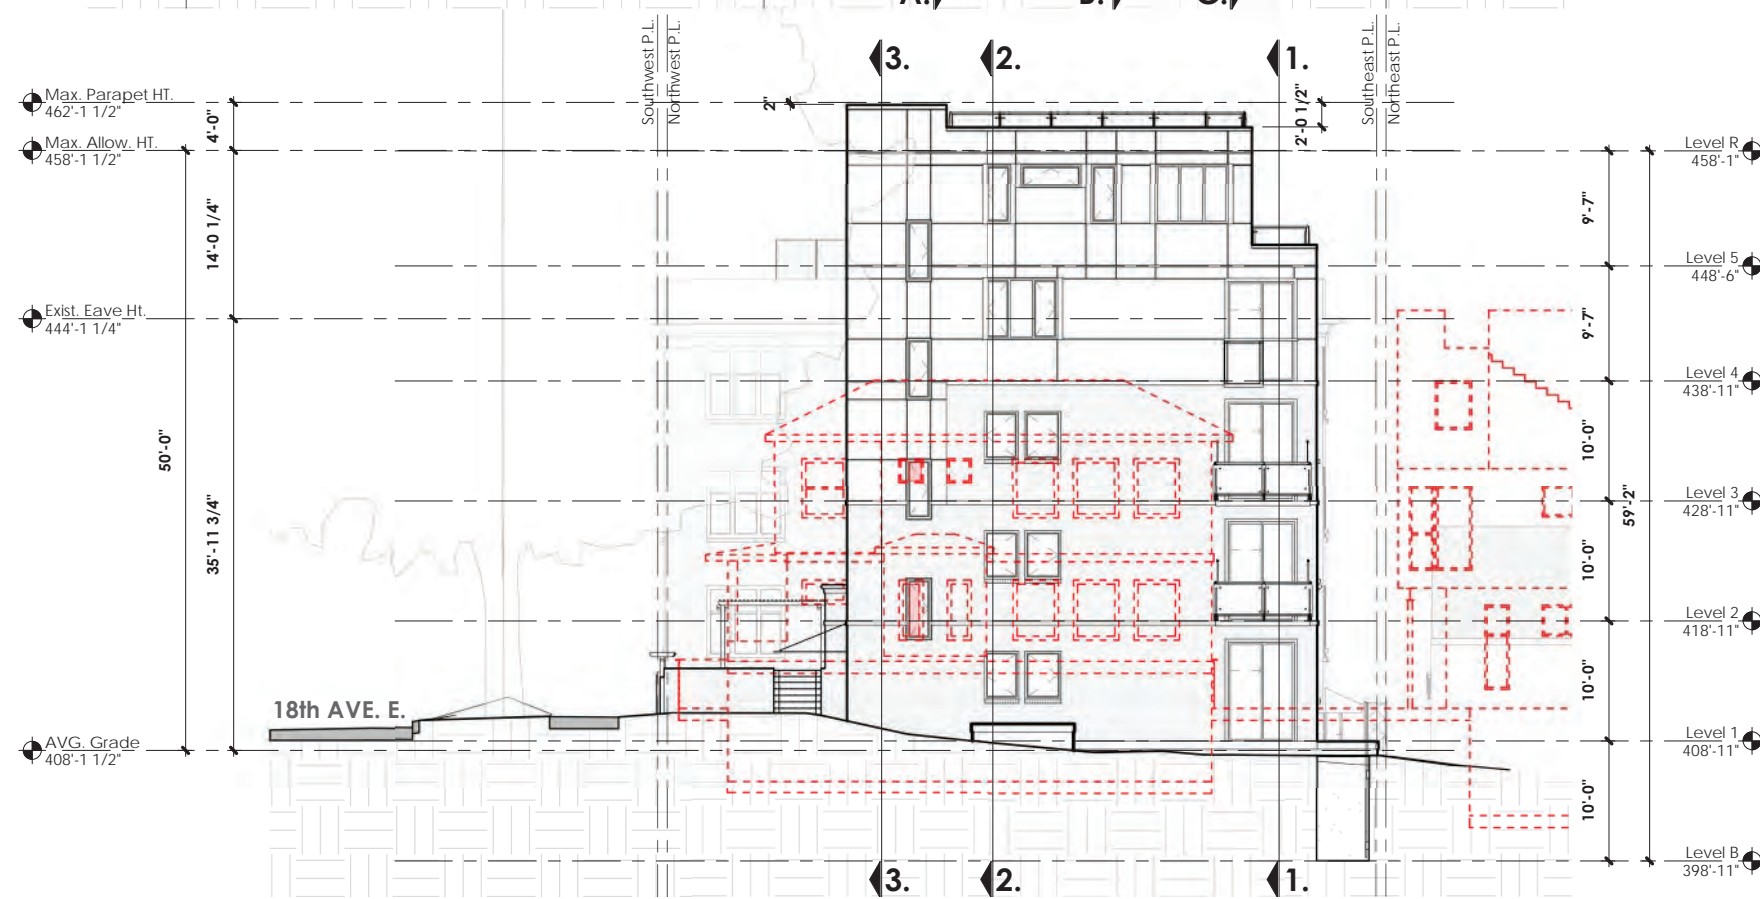 3.
2.
1.
Southwest P.L.
Northwest P.L.
Southeast P.L.
Northeast P.L.
Max. Parapet HT.
462'-1 1/2"
4'-0"
2"
2'-0 1/2"
Max. Allow. HT.
458'-1 1/2"
Level R
458'-1"
14'-0 1/4"
9'-7"
Level 5
448'-6"
Exist. Eave Ht.
444'-1 1/4"
9'-7"
Level 4
438'-11"
50'-0"
10'-0"
Level 3
428'-11"
35'-11 3/4"
59'-2"
10'-0"
Level 2
418'-11"
10'-0"
18th AVE. E.
AVG. Grade
408'-1 1/2"
Level 1
408'-11"
10'-0"
Level B
398'-11"
3.
2.
1.